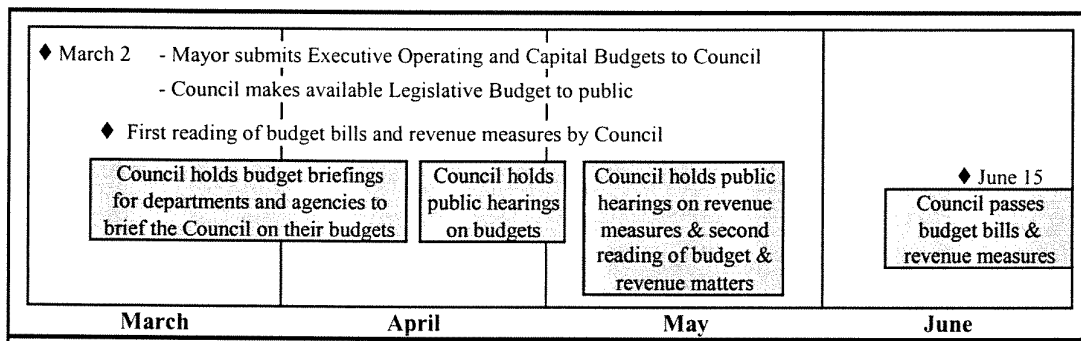 ♦ March 2 - Mayor submits Executive Operating and Capital Budgets to Council
- Council makes available Legislative Budget to public
♦ First reading of budget bills and revenue measures by Council
Council holds budget briefings
for departments and agencies to
brief the Council on their budgets
Council holds
public hearings
on budgets
Council holds public
hearings on revenue
measures & second
reading of budget &
revenue matters
♦ June 15
Council passes
budget bills &
revenue measures
March April May June